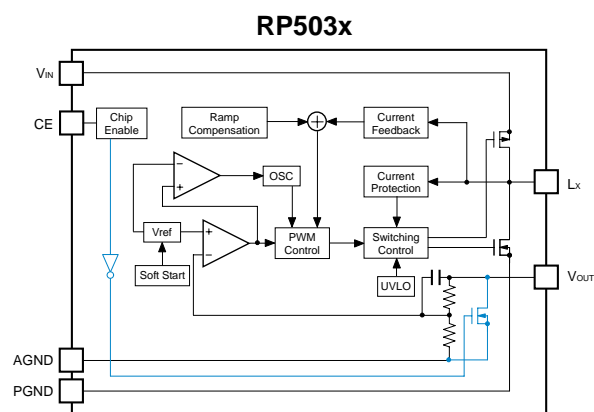 RP503x
VIN
CE
Chip
Enable
Ramp
Compensation
+
Current
Feedback
−
+
OSC
Current
Protection
LX
Vref
+
−
PWM
Control
Switching
Control
Soft Start
UVLO
VOUT
AGND
PGND